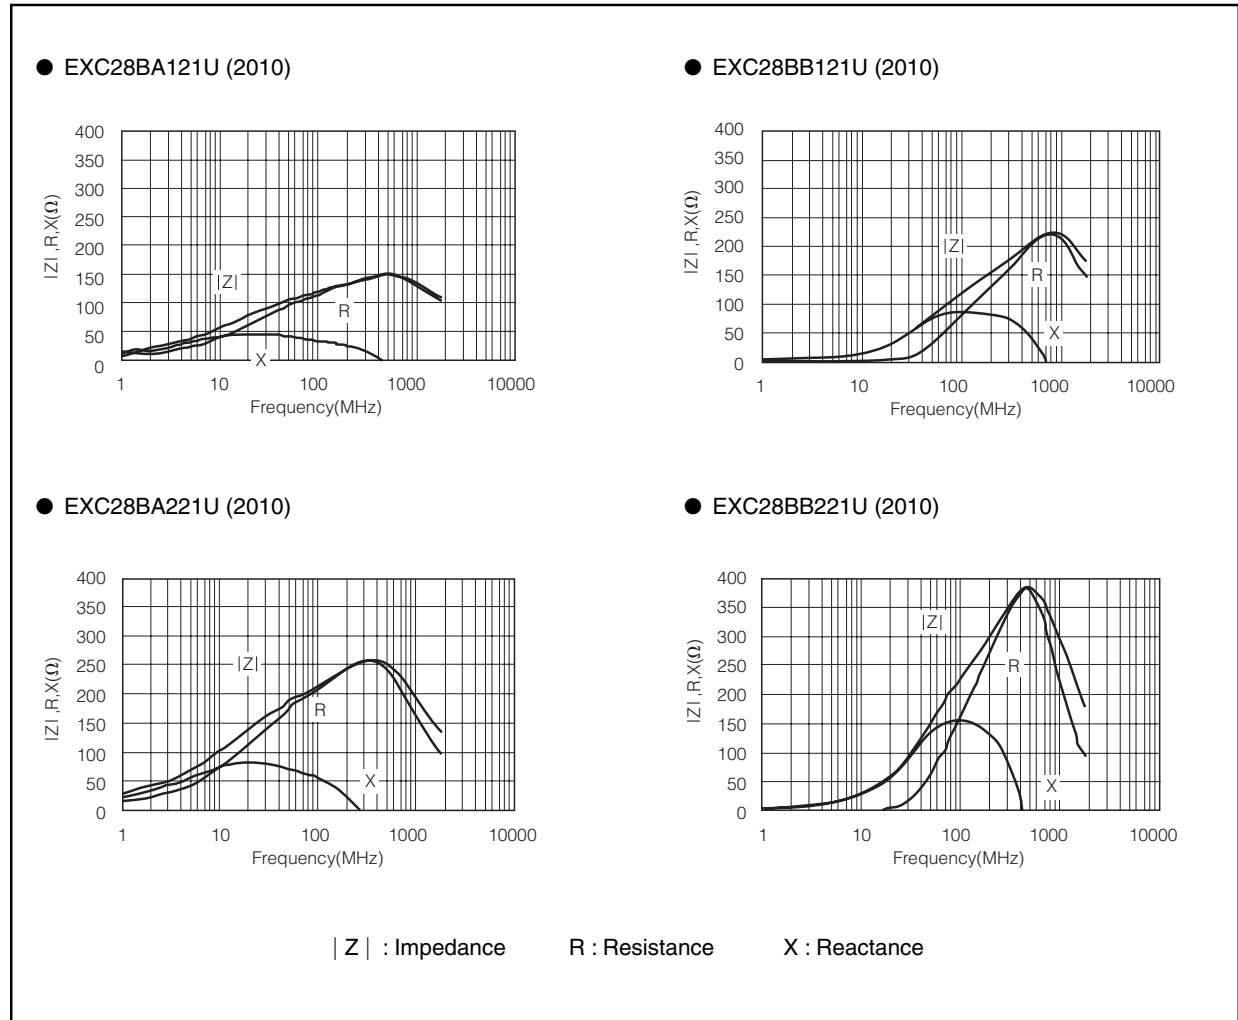 ● EXC28BA121U (2010)
400
350
300
250
200
150
100
50
0
|Z| ,R,X(Ω)
|Z|
R
X
1 10 100 1000 10000
Frequency(MHz)
● EXC28BB121U (2010)
400
350
300
250
200
150
100
50
0
|Z| ,R,X(Ω)
|Z|
R
X
1 10 100 1000 10000
Frequency(MHz)
● EXC28BA221U (2010)
400
350
300
250
200
150
100
50
0
|Z| ,R,X(Ω)
|Z|
R
X
1 10 100 1000 10000
Frequency(MHz)
● EXC28BB221U (2010)
400
350
300
250
200
150
100
50
0
|Z| ,R,X(Ω)
|Z|
R
X
1 10 100 1000 10000
Frequency(MHz)
| Z | : Impedance R : Resistance X : Reactance